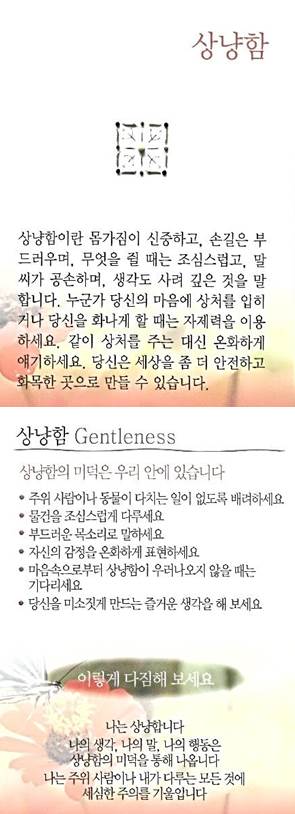 상냥함
상냥함이란 몸가짐이 신중하고, 손길은 부
드러우며, 무엇을 쥘 때는 조심스럽고, 말
씨가 공손하며, 생각도 사려 깊은 것을 말
합니다. 누군가 당신의 마음에 상처를 입히
거나 당신을 화나게 할 때는 자제력을 이용
하세요. 같이 상처를 주는 대신 온화하게
얘기하세요. 당신은 세상을 좀 더 안전하고
화목한 곳으로 만들 수 있습니다.
상냥함 Gentleness
상냥함의 미덕은 우리 안에 있습니다
• 주위 사람이나 동물이 다치는 일이 없도록 배려하세요
• 물건을 조심스럽게 다루세요
• 부드러운 목소리로 말하세요
• 자신의 감정을 온화하게 표현하세요
• 마음속으로부터 상냥함이 우러나오지 않을 때는
기다리세요
• 당신을 미소짓게 만드는 즐거운 생각을 해 보세요
이렇게 다짐해 보세요
나는 상냥합니다
나의 생각, 나의 말, 나의 행동은
상냥함의 미덕을 통해 나옵니다
나는 주위 사람이나 내가 다루는 모든 것에
세심한 주의를 기울입니다